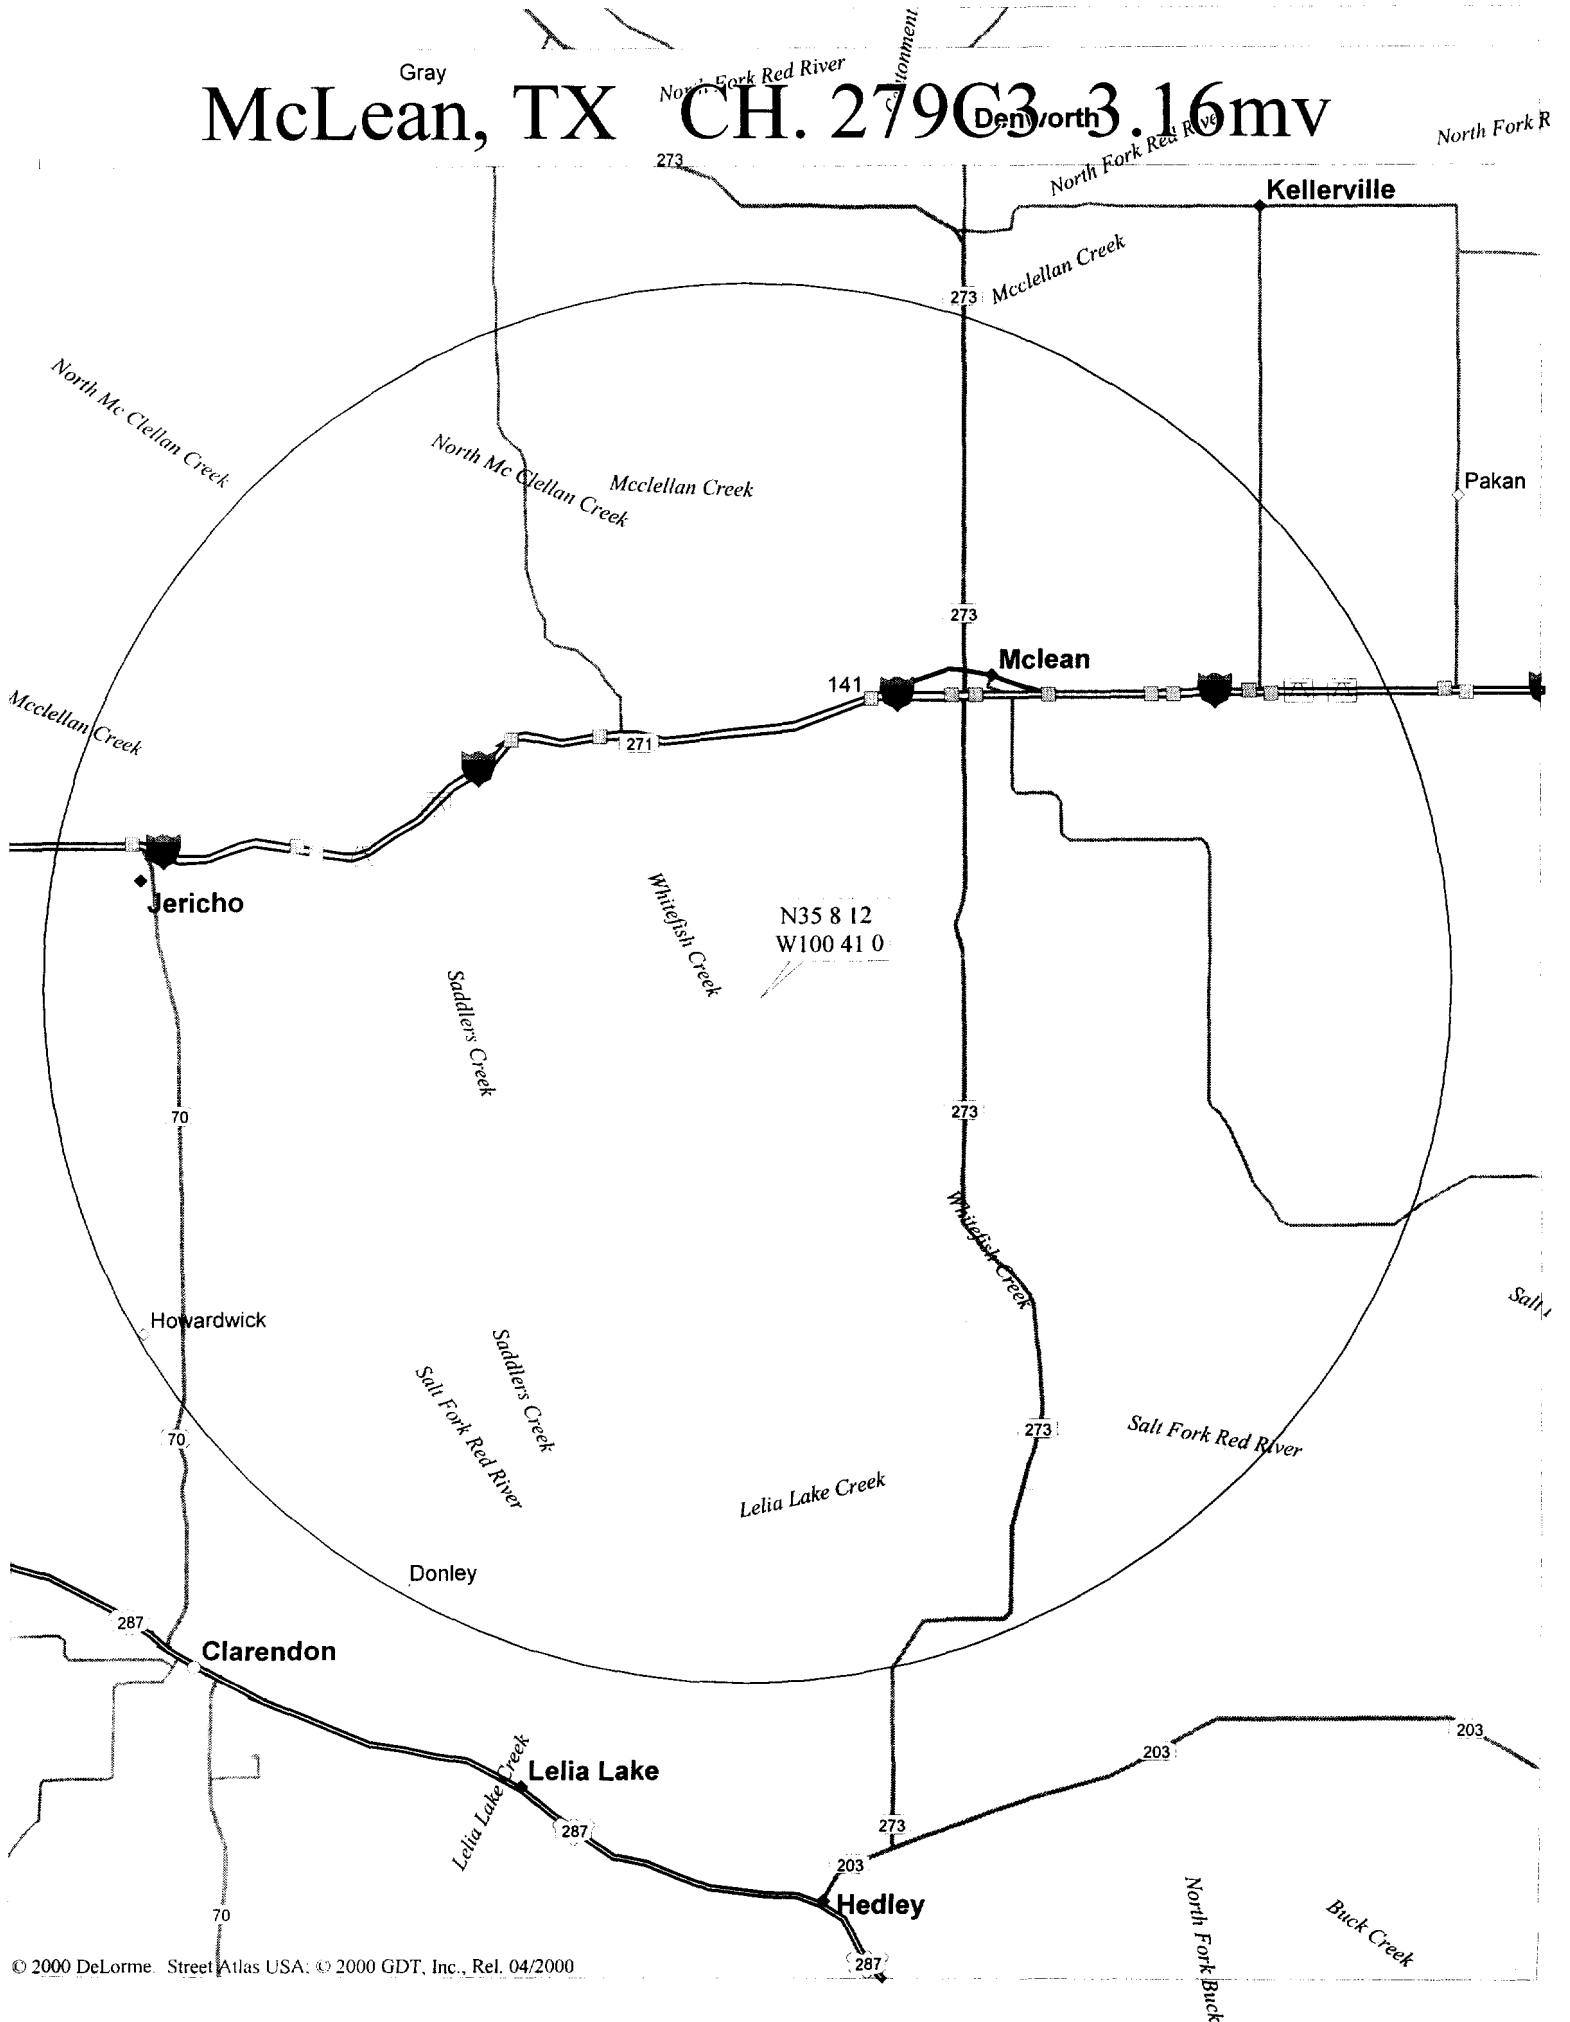 Gray
North Fork Red River
McLean, TX CH. 279C3 3.16mv
Denworth
North Fork Red River
North Fork R
273
Kellerville
Mcclellan Creek
273
North Mc Clellan Creek
North Mc Clellan Creek
Mcclellan Creek
Pakan
273
Mclean
141
Mcclellan Creek
271
Jericho
Whitefish Creek
N35 8 12
W100 41 0
Saddlers Creek
70
273
Whitefish Creek
Howardwick
Saddlers Creek
Salt Fork Red River
70
273
Salt Fork Red River
Salt
Lelia Lake Creek
Donley
287
Clarendon
Lelia Lake Creek
Lelia Lake
287
203
203
273
203
Hedley
70
North Fork Buck
Buck Creek
287
© 2000 DeLorme. Street Atlas USA; © 2000 GDT, Inc., Rel. 04/2000